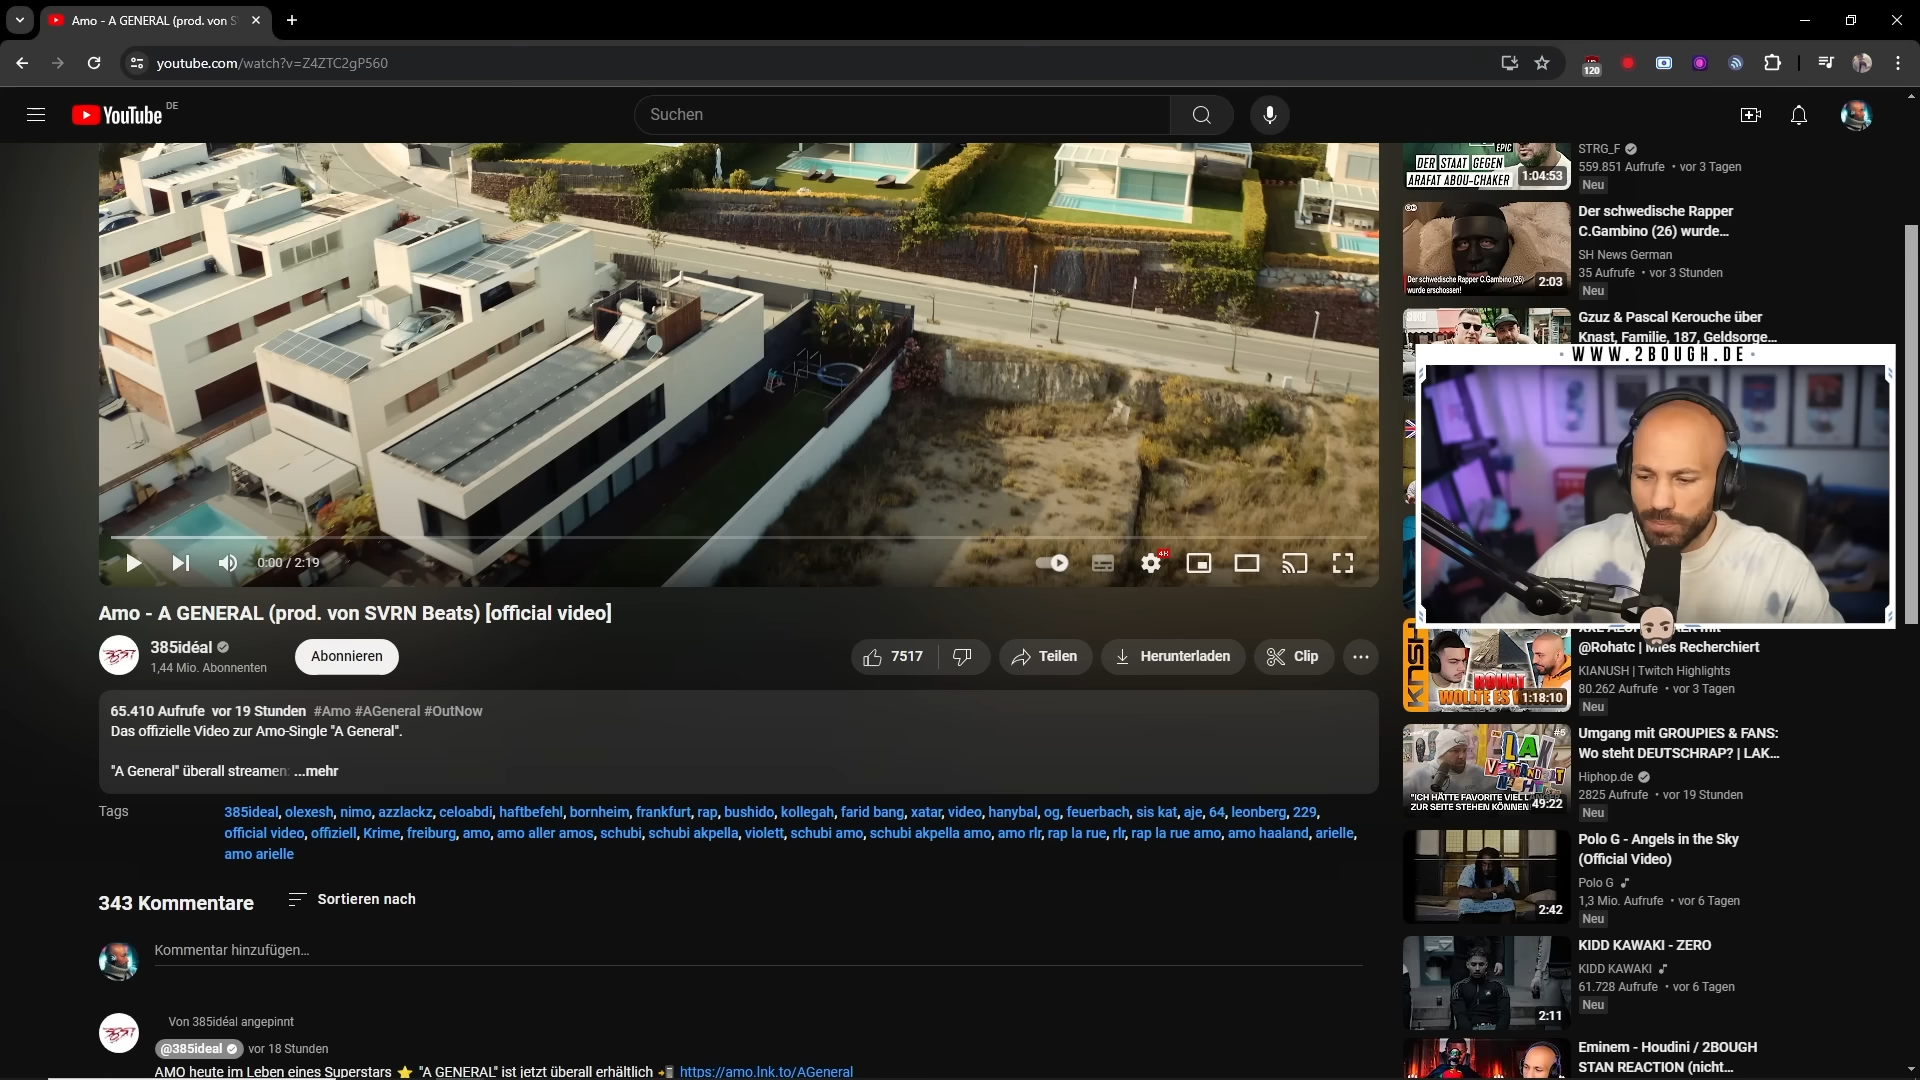 Amo - A GENERAL (prod. von S
youtube.com/watch?v=Z4ZTC2gP560
120
YouTube DE
Suchen
EPIC
DER STAAT GEGEN
ARAFAT ABOU-CHAKER
1:04:53
STRG_F
559.851 Aufrufe • vor 3 Tagen
Neu
Der schwedische Rapper C.Gambino (26)
wurde erschossen!
2:03
Der schwedische Rapper
C.Gambino (26) wurde...
SH News German
35 Aufrufe • vor 3 Stunden
Neu
Gzuz & Pascal Kerouche über
Knast, Familie, 187, Geldsorge...
• WWW.2BOUGH.DE •
0:00 / 2:19
4K
Amo - A GENERAL (prod. von SVRN Beats) [official video]
385idéal
1,44 Mio. Abonnenten
Abonnieren
7517
Teilen
Herunterladen
Clip
65.410 Aufrufe vor 19 Stunden #Amo #AGeneral #OutNow
Das offizielle Video zur Amo-Single "A General".
"A General" überall streamen: ...mehr
Tags
385ideal, olexesh, nimo, azzlackz, celoabdi, haftbefehl, bornheim, frankfurt, rap, bushido, kollegah, farid bang, xatar, video, hanybal, og, feuerbach, sis kat, aje, 64, leonberg, 229,
official video, offiziell, Krime, freiburg, amo, amo aller amos, schubi, schubi akpella, violett, schubi amo, schubi akpella amo, amo rlr, rap la rue, rlr, rap la rue amo, amo haaland, arielle,
amo arielle
343 Kommentare
Sortieren nach
Kommentar hinzufügen...
Von 385idéal angepinnt
@385ideal vor 18 Stunden
AMO heute im Leben eines Superstars ⭐ "A GENERAL" ist jetzt überall erhältlich 📲 https://amo.lnk.to/AGeneral
ROHAT
WOLLTE ES
1:18:10
@Rohatc | Mies Recherchiert
KIANUSH | Twitch Highlights
80.262 Aufrufe • vor 3 Tagen
Neu
#5
"ICH HÄTTE FAVORITE VIEL LÄNGER
ZUR SEITE STEHEN KÖNNEN"
49:22
Umgang mit GROUPIES & FANS:
Wo steht DEUTSCHRAP? | LAK...
Hiphop.de
2825 Aufrufe • vor 19 Stunden
Neu
2:42
Polo G - Angels in the Sky
(Official Video)
Polo G
1,3 Mio. Aufrufe • vor 6 Tagen
Neu
2:11
KIDD KAWAKI - ZERO
KIDD KAWAKI
61.728 Aufrufe • vor 6 Tagen
Neu
Eminem - Houdini / 2BOUGH
STAN REACTION (nicht...